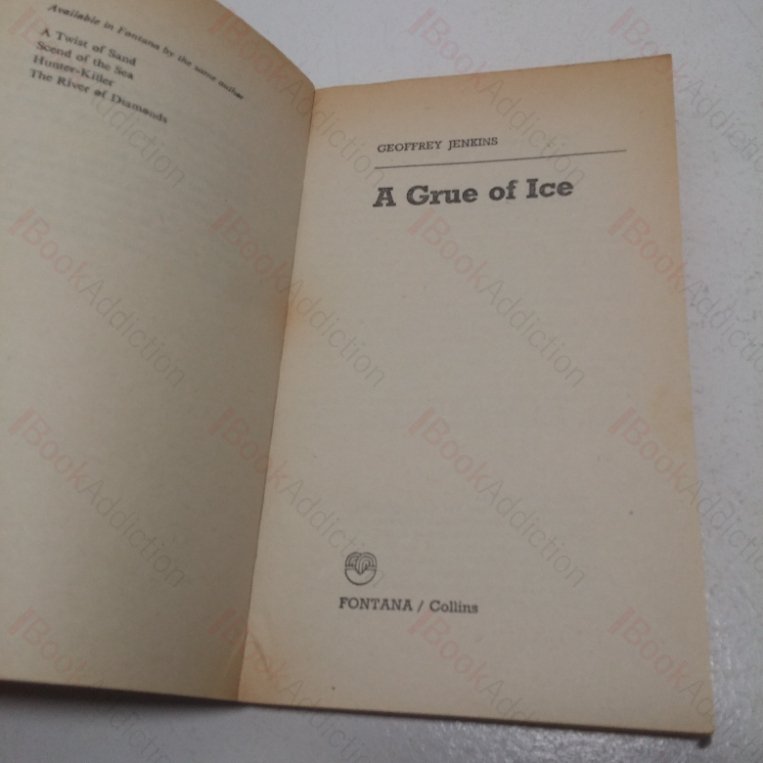 Available in Fontana by the same author
A Twist of Sand
Scend of the Sea
Hunter-Killer
The River of Diamonds
GEOFFREY JENKINS
A Grue of Ice
FONTANA / Collins
BookAddiction